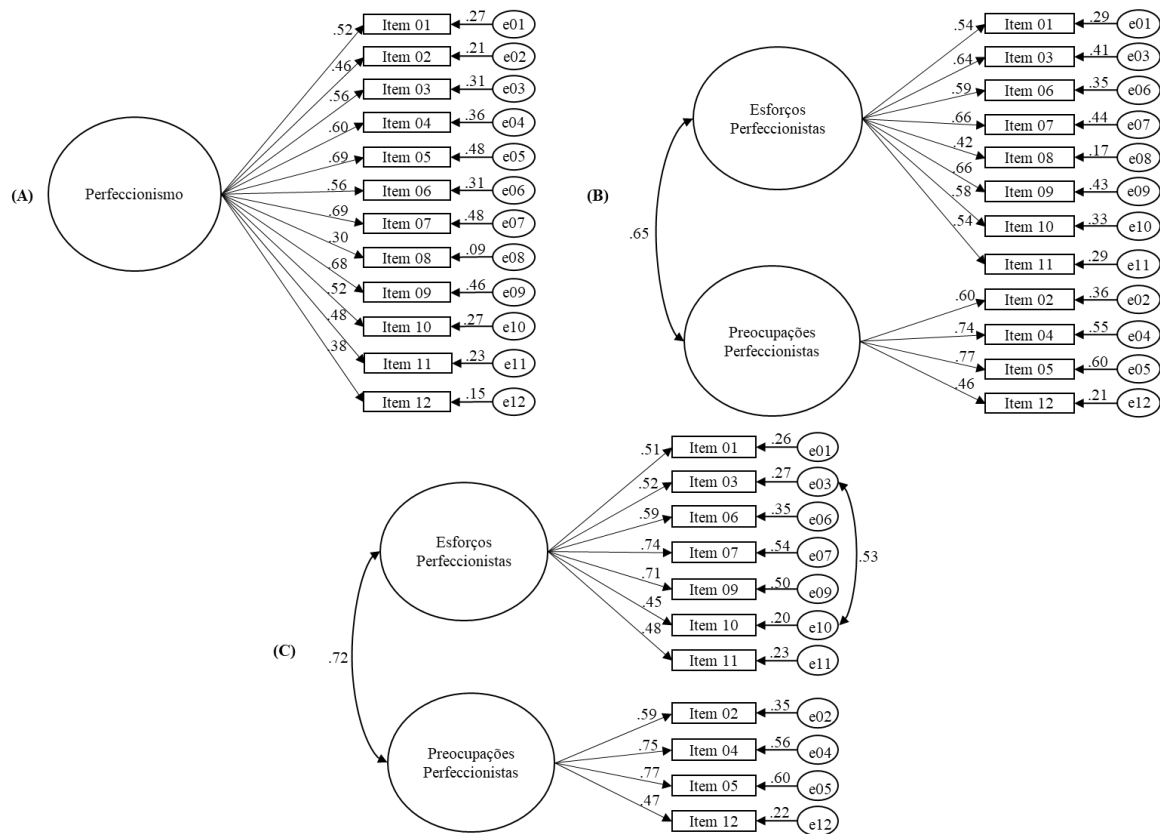 (A)
Perfeccionismo
.52
Item 01
.27
e01
.46
Item 02
.21
e02
.56
Item 03
.31
e03
.60
Item 04
.36
e04
.69
Item 05
.48
e05
.56
Item 06
.31
e06
.69
Item 07
.48
e07
.30
Item 08
.09
e08
.68
Item 09
.46
e09
.52
Item 10
.27
e10
.48
Item 11
.23
e11
.38
Item 12
.15
e12
(B)
.65
Esforços
Perfeccionistas
.54
Item 01
.29
e01
.64
Item 03
.41
e03
.59
Item 06
.35
e06
.66
Item 07
.44
e07
.42
Item 08
.17
e08
.66
Item 09
.43
e09
.58
Item 10
.33
e10
.54
Item 11
.29
e11
Preocupações
Perfeccionistas
.60
Item 02
.36
e02
.74
Item 04
.55
e04
.77
Item 05
.60
e05
.46
Item 12
.21
e12
(C)
.72
Esforços
Perfeccionistas
.51
Item 01
.26
e01
.52
Item 03
.27
e03
.59
Item 06
.35
e06
.74
Item 07
.54
e07
.71
Item 09
.50
e09
.45
Item 10
.20
e10
.48
Item 11
.23
e11
.53
Preocupações
Perfeccionistas
.59
Item 02
.35
e02
.75
Item 04
.56
e04
.77
Item 05
.60
e05
.47
Item 12
.22
e12